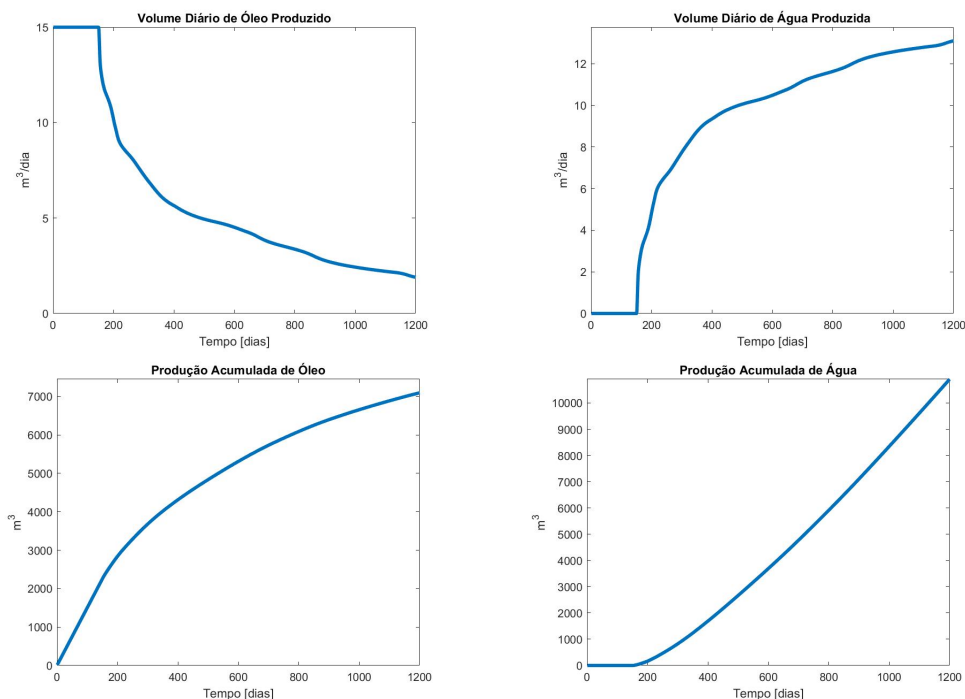 Volume Diário de Óleo Produzido
15
10
5
0
m³/dia
0 200 400 600 800 1000 1200
Tempo [dias]
Volume Diário de Água Produzida
12
10
8
6
4
2
0
m³/dia
0 200 400 600 800 1000 1200
Tempo [dias]
Produção Acumulada de Óleo
7000
6000
5000
4000
3000
2000
1000
0
m³
0 200 400 600 800 1000 1200
Tempo [dias]
Produção Acumulada de Água
10000
9000
8000
7000
6000
5000
4000
3000
2000
1000
0
m³
0 200 400 600 800 1000 1200
Tempo [dias]